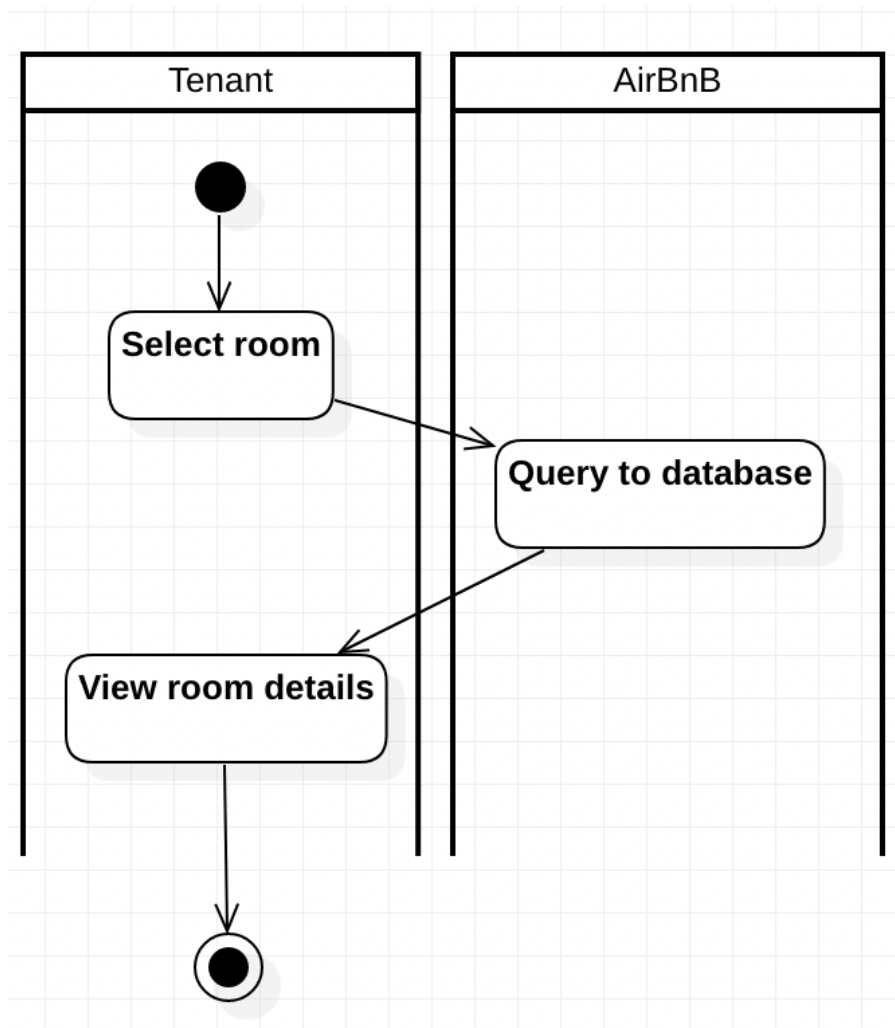 Tenant
AirBnB
Select room
Query to database
View room details